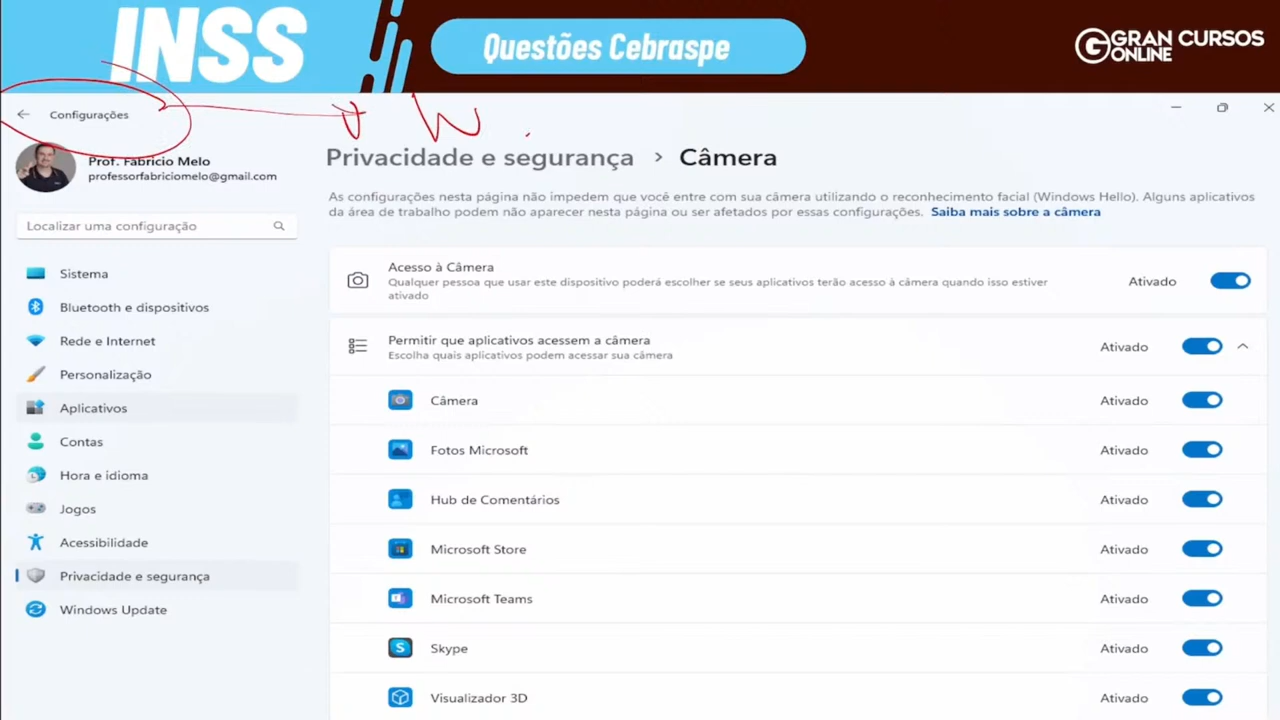 INSS
Questões Cebraspe
GRAN CURSOS
ONLINE
Configurações
W
Prof. Fabricio Melo
professorfabriciomelo@gmail.com
Localizar uma configuração
Sistema
Bluetooth e dispositivos
Rede e Internet
Personalização
Aplicativos
Contas
Hora e idioma
Jogos
Acessibilidade
Privacidade e segurança
Windows Update
Privacidade e segurança > Câmera
As configurações nesta página não impedem que você entre com sua câmera utilizando o reconhecimento facial (Windows Hello). Alguns aplicativos
da área de trabalho podem não aparecer nesta página ou ser afetados por essas configurações. Saiba mais sobre a câmera
Acesso à Câmera
Qualquer pessoa que usar este dispositivo poderá escolher se seus aplicativos terão acesso à câmera quando isso estiver
ativado
Ativado
Permitir que aplicativos acessem a câmera
Escolha quais aplicativos podem acessar sua câmera
Ativado
Câmera Ativado
Fotos Microsoft Ativado
Hub de Comentários Ativado
Microsoft Store Ativado
Microsoft Teams Ativado
Skype Ativado
Visualizador 3D Ativado